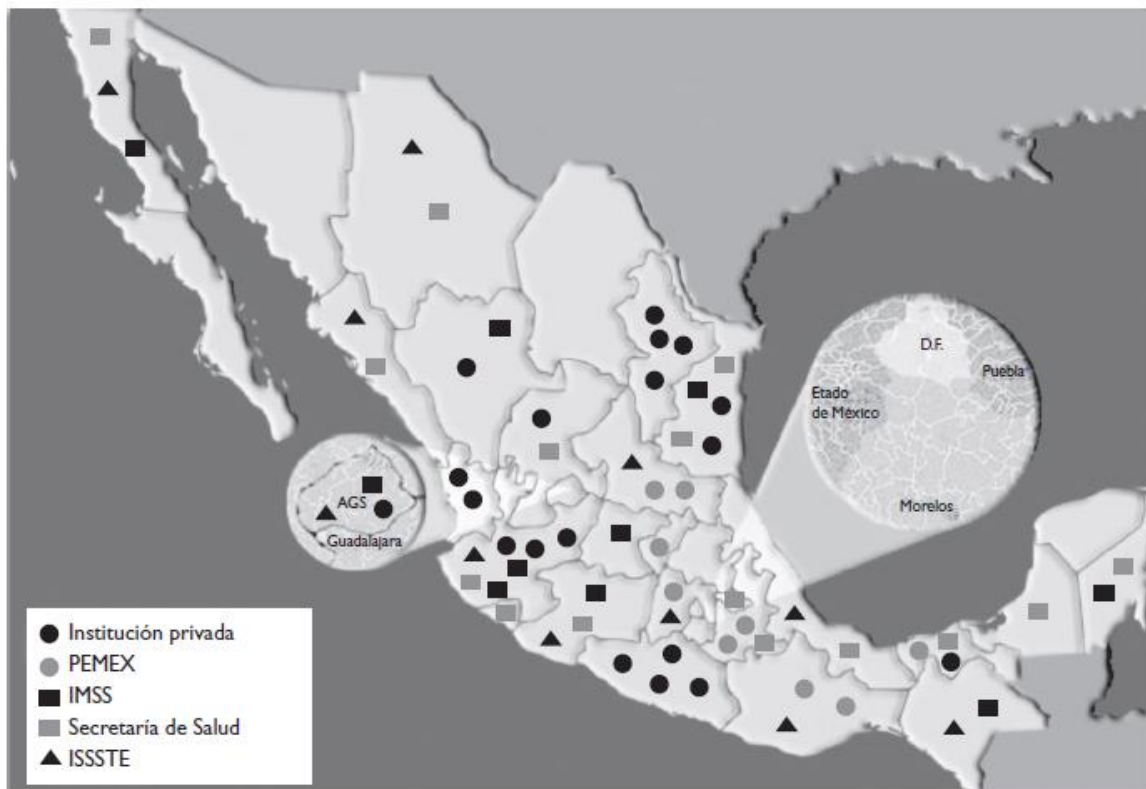 D.F.
Puebla
Etado
de México
Morelos
AGS
Guadalajara
Institución privada
PEMEX
IMSS
Secretaría de Salud
ISSSTE